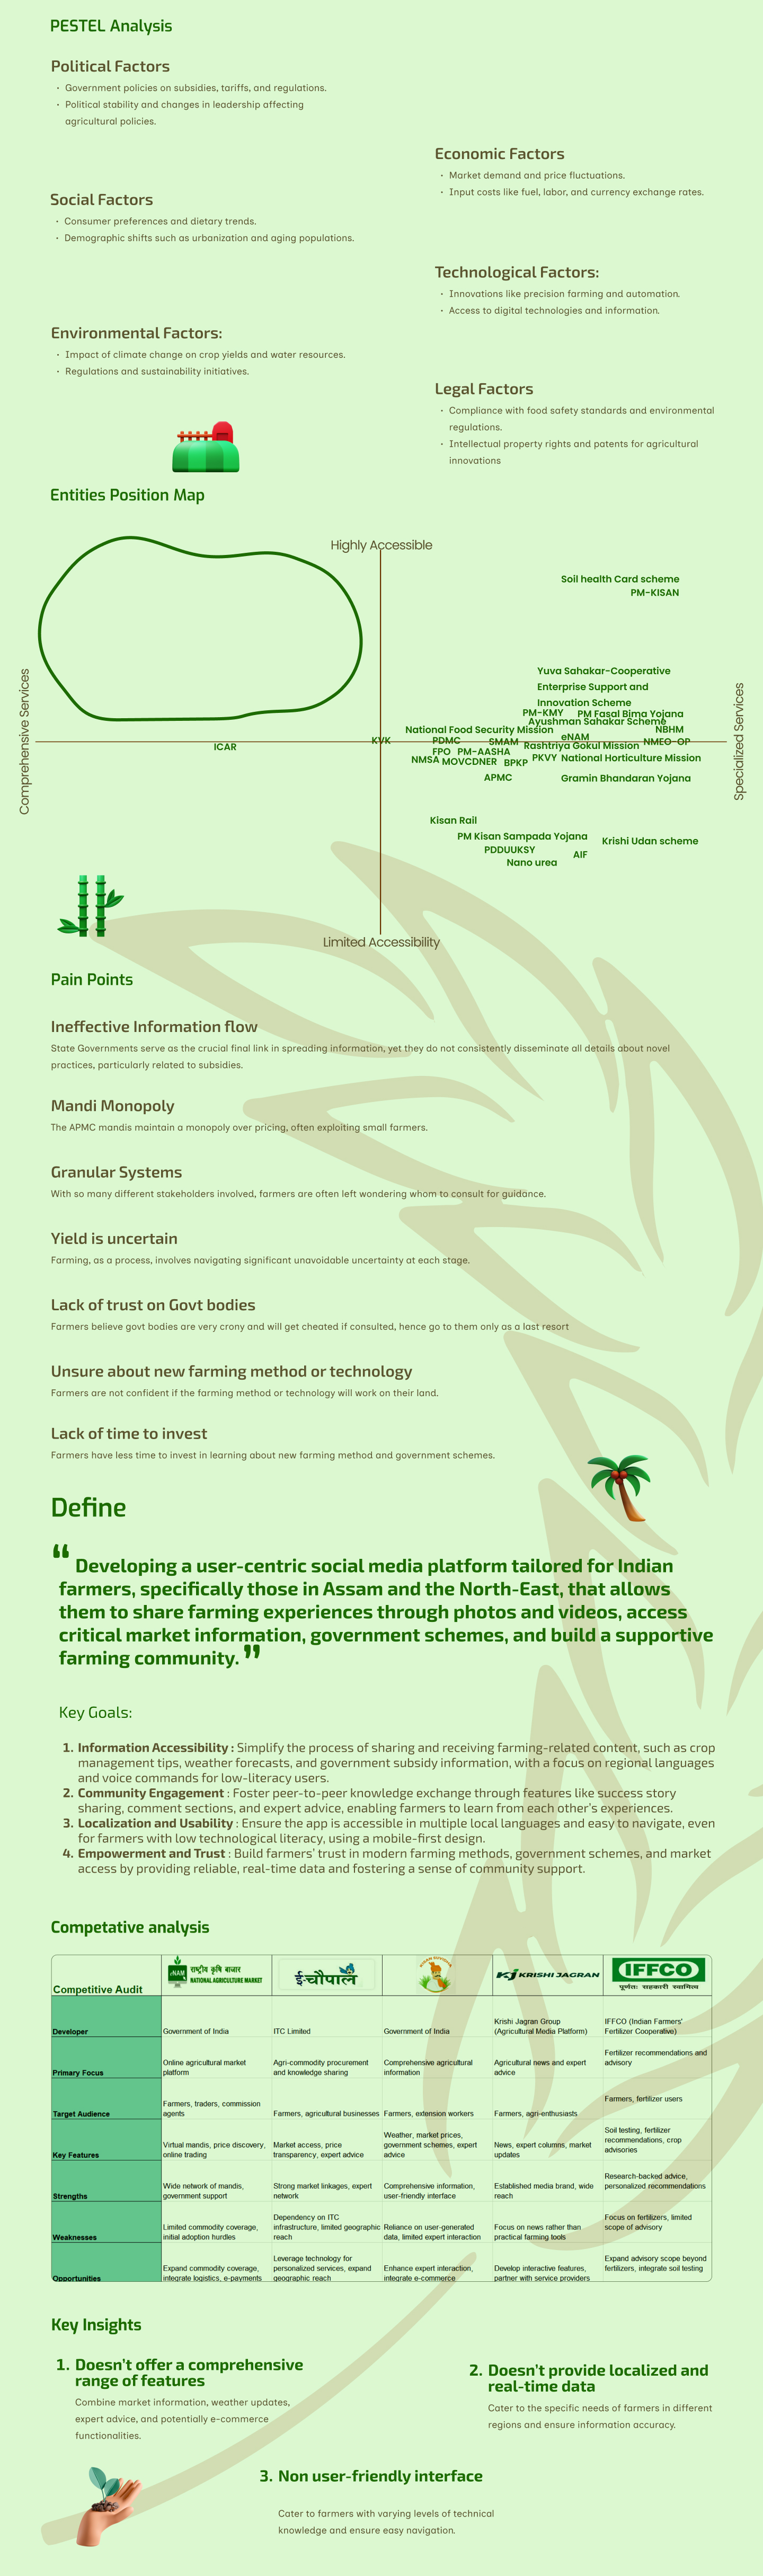 PESTEL Analysis
Political Factors
• Government policies on subsidies, tariffs, and regulations.
• Political stability and changes in leadership affecting
agricultural policies.
Economic Factors
• Market demand and price fluctuations.
• Input costs like fuel, labor, and currency exchange rates.
Social Factors
• Consumer preferences and dietary trends.
• Demographic shifts such as urbanization and aging populations.
Technological Factors:
• Innovations like precision farming and automation.
• Access to digital technologies and information.
Environmental Factors:
• Impact of climate change on crop yields and water resources.
• Regulations and sustainability initiatives.
Legal Factors
• Compliance with food safety standards and environmental
regulations.
• Intellectual property rights and patents for agricultural
innovations
Entities Position Map
Highly Accessible
Soil health Card scheme
PM-KISAN
Comprehensive Services
Specialized Services
Yuva Sahakar-Cooperative
Enterprise Support and
Innovation Scheme
PM-KMY
PM Fasal Bima Yojana
Ayushman Sahakar Scheme
National Food Security Mission
NBHM
eNAM
KVK
PDMC
SMAM
NMEO-OP
ICAR
Rashtriya Gokul Mission
FPO
PM-AASHA
NMSA
MOVCDNER
BPKP
PKVY
National Horticulture Mission
APMC
Gramin Bhandaran Yojana
Kisan Rail
PM Kisan Sampada Yojana
Krishi Udan scheme
PDDUUKSY
AIF
Nano urea
Limited Accessibility
Pain Points
Ineffective Information flow
State Governments serve as the crucial final link in spreading information, yet they do not consistently disseminate all details about novel
practices, particularly related to subsidies.
Mandi Monopoly
The APMC mandis maintain a monopoly over pricing, often exploiting small farmers.
Granular Systems
With so many different stakeholders involved, farmers are often left wondering whom to consult for guidance.
Yield is uncertain
Farming, as a process, involves navigating significant unavoidable uncertainty at each stage.
Lack of trust on Govt bodies
Farmers believe govt bodies are very crony and will get cheated if consulted, hence go to them only as a last resort
Unsure about new farming method or technology
Farmers are not confident if the farming method or technology will work on their land.
Lack of time to invest
Farmers have less time to invest in learning about new farming method and government schemes.
Define
“ Developing a user-centric social media platform tailored for Indian
farmers, specifically those in Assam and the North-East, that allows
them to share farming experiences through photos and videos, access
critical market information, government schemes, and build a supportive
farming community. ”
Key Goals:
1. Information Accessibility : Simplify the process of sharing and receiving farming-related content, such as crop
management tips, weather forecasts, and government subsidy information, with a focus on regional languages
and voice commands for low-literacy users.
2. Community Engagement : Foster peer-to-peer knowledge exchange through features like success story
sharing, comment sections, and expert advice, enabling farmers to learn from each other's experiences.
3. Localization and Usability : Ensure the app is accessible in multiple local languages and easy to navigate, even
for farmers with low technological literacy, using a mobile-first design.
4. Empowerment and Trust : Build farmers' trust in modern farming methods, government schemes, and market
access by providing reliable, real-time data and fostering a sense of community support.
Competative analysis
Competitive Audit
eNAM
राष्ट्रीय कृषि बाजार
NATIONAL AGRICULTURE MARKET
ई-चौपाल
KJ KRISHI JAGRAN
IFFCO
पूर्णतः सहकारी स्वामित्व
Developer
Government of India
ITC Limited
Government of India
Krishi Jagran Group
(Agricultural Media Platform)
IFFCO (Indian Farmers'
Fertilizer Cooperative)
Primary Focus
Online agricultural market
platform
Agri-commodity procurement
and knowledge sharing
Comprehensive agricultural
information
Agricultural news and expert
advice
Fertilizer recommendations and
advisory
Target Audience
Farmers, traders, commission
agents
Farmers, agricultural businesses
Farmers, extension workers
Farmers, agri-enthusiasts
Farmers, fertilizer users
Key Features
Virtual mandis, price discovery,
online trading
Market access, price
transparency, expert advice
Weather, market prices,
government schemes, expert
advice
News, expert columns, market
updates
Soil testing, fertilizer
recommendations, crop
advisories
Strengths
Wide network of mandis,
government support
Strong market linkages, expert
network
Comprehensive information,
user-friendly interface
Established media brand, wide
reach
Research-backed advice,
personalized recommendations
Weaknesses
Limited commodity coverage,
initial adoption hurdles
Dependency on ITC
infrastructure, limited geographic
reach
Reliance on user-generated
data, limited expert interaction
Focus on news rather than
practical farming tools
Focus on fertilizers, limited
scope of advisory
Opportunities
Expand commodity coverage,
integrate logistics, e-payments
Leverage technology for
personalized services, expand
geographic reach
Enhance expert interaction,
integrate e-commerce
Develop interactive features,
partner with service providers
Expand advisory scope beyond
fertilizers, integrate soil testing
Key Insights
1. Doesn't offer a comprehensive
range of features
Combine market information, weather updates,
expert advice, and potentially e-commerce
functionalities.
2. Doesn't provide localized and
real-time data
Cater to the specific needs of farmers in different
regions and ensure information accuracy.
3. Non user-friendly interface
Cater to farmers with varying levels of technical
knowledge and ensure easy navigation.